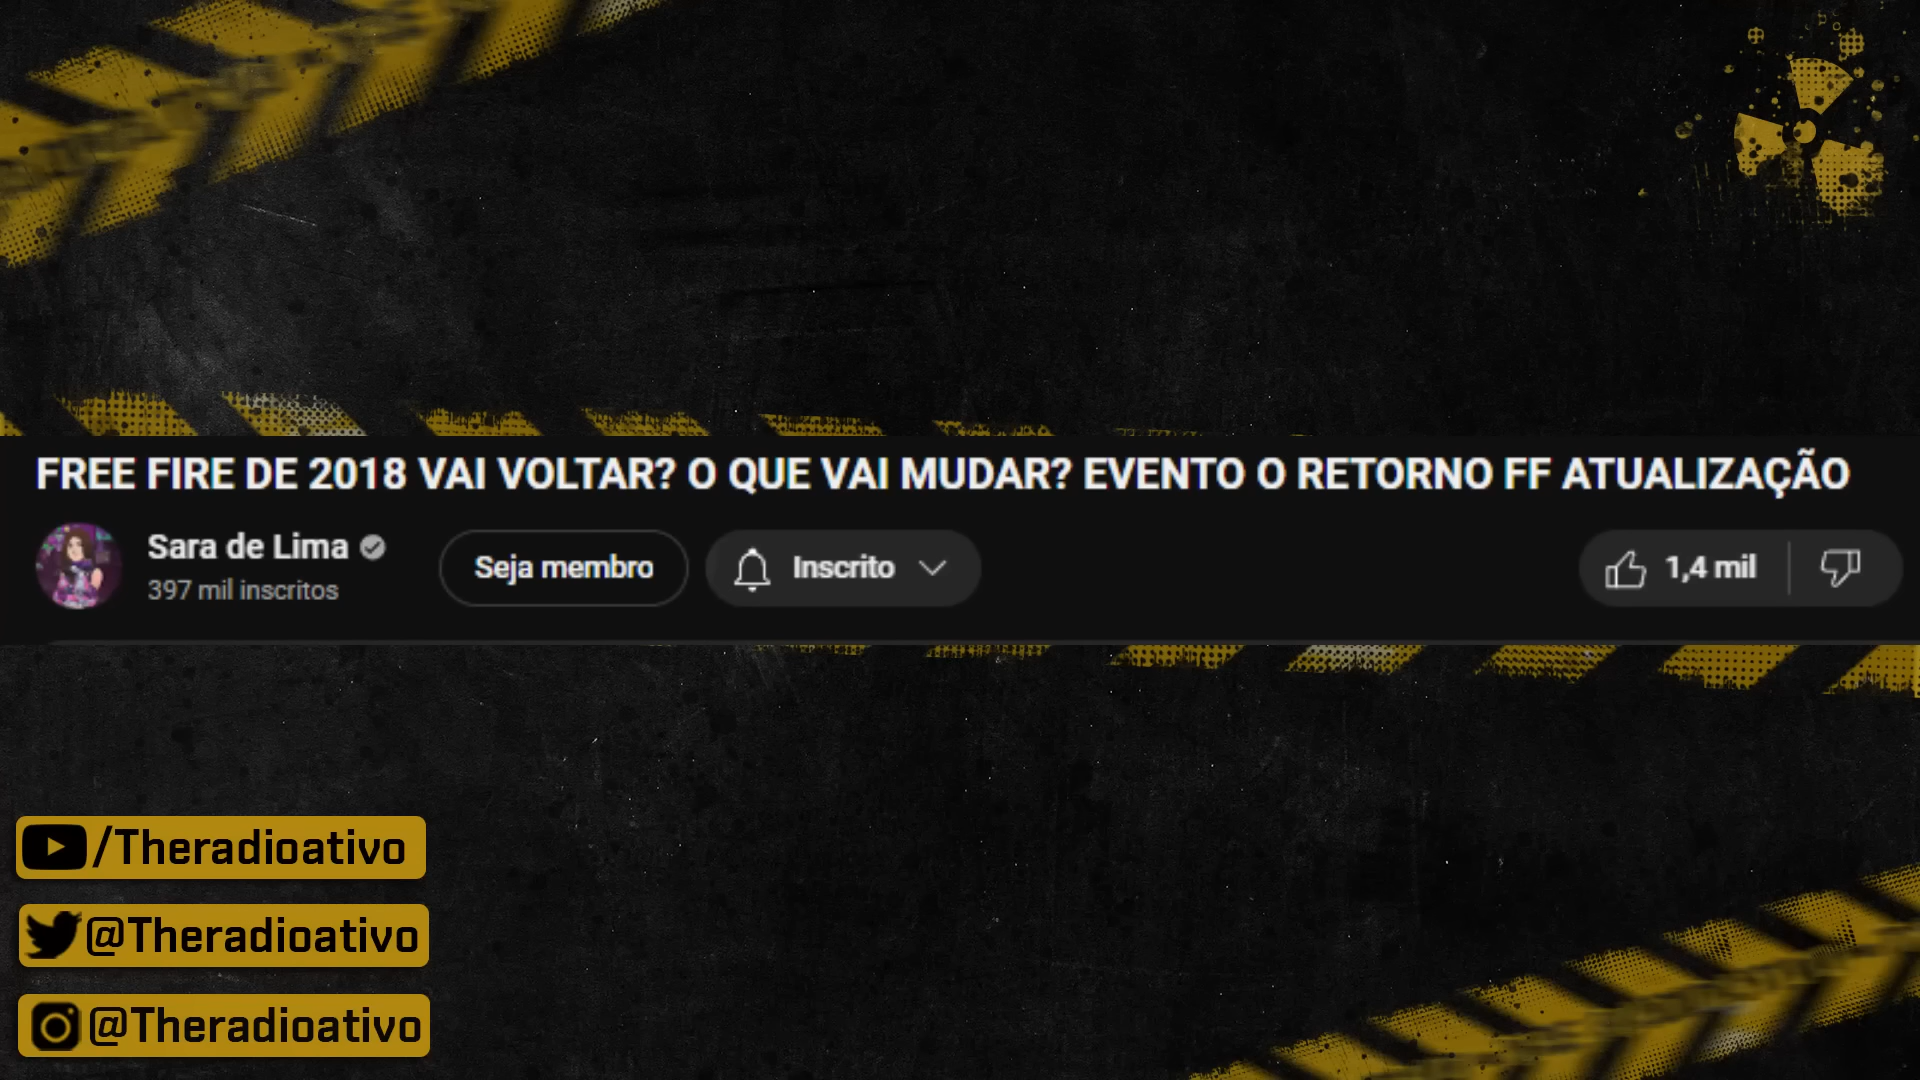 FREE FIRE DE 2018 VAI VOLTAR? O QUE VAI MUDAR? EVENTO O RETORNO FF ATUALIZAÇÃO
Sara de Lima
397 mil inscritos
Seja membro
Inscrito
1,4 mil
/Theradioativo
@Theradioativo
@Theradioativo